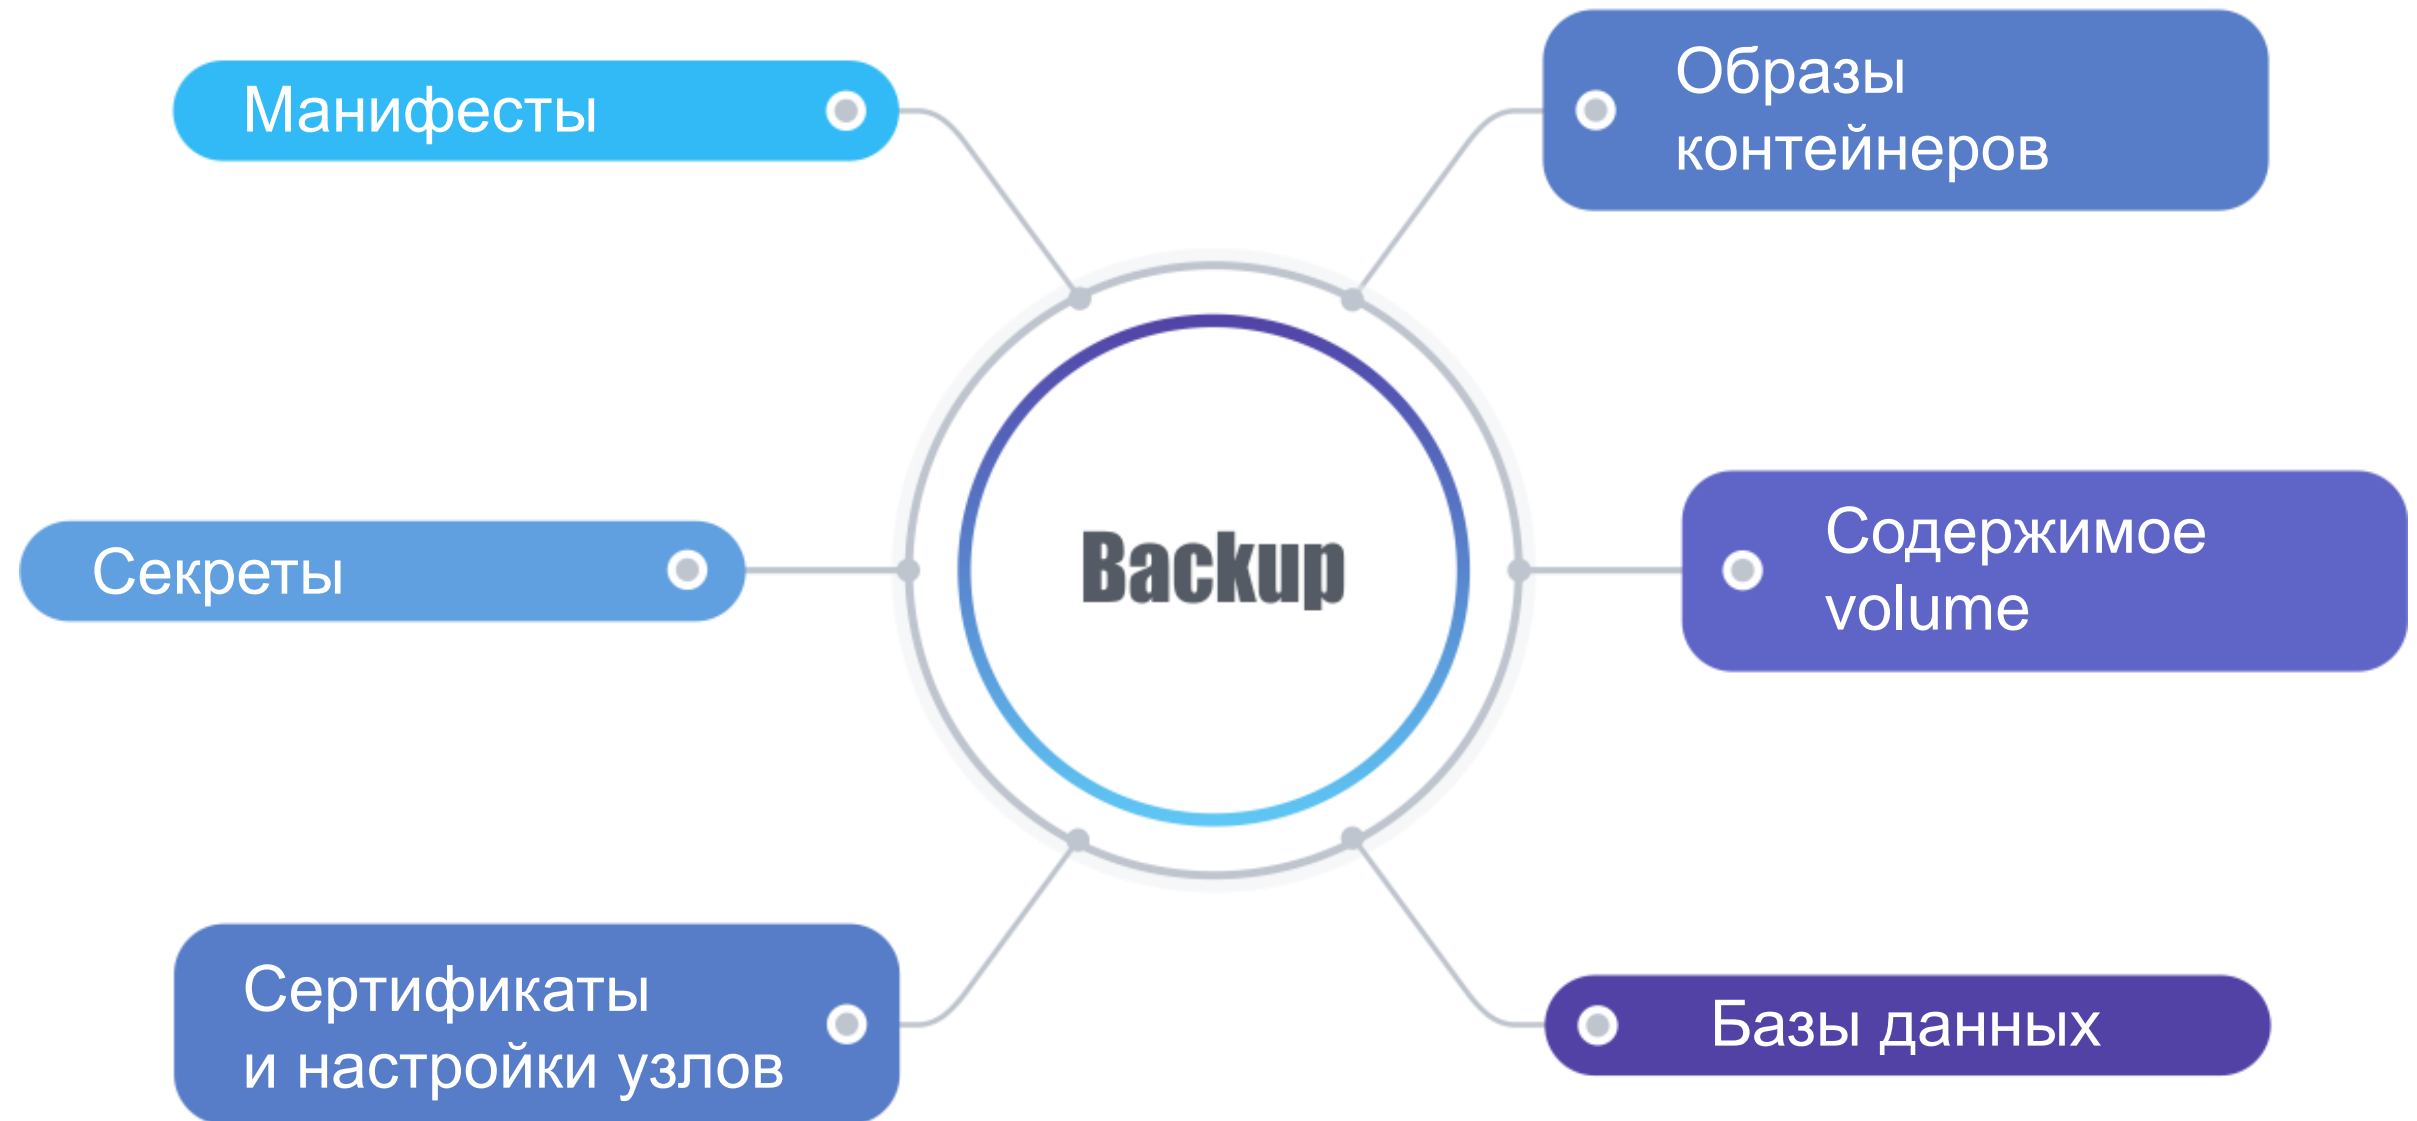 Манифесты
Образы
контейнеров
Секреты
Backup
Содержимое
volume
Сертификаты
и настройки узлов
Базы данных